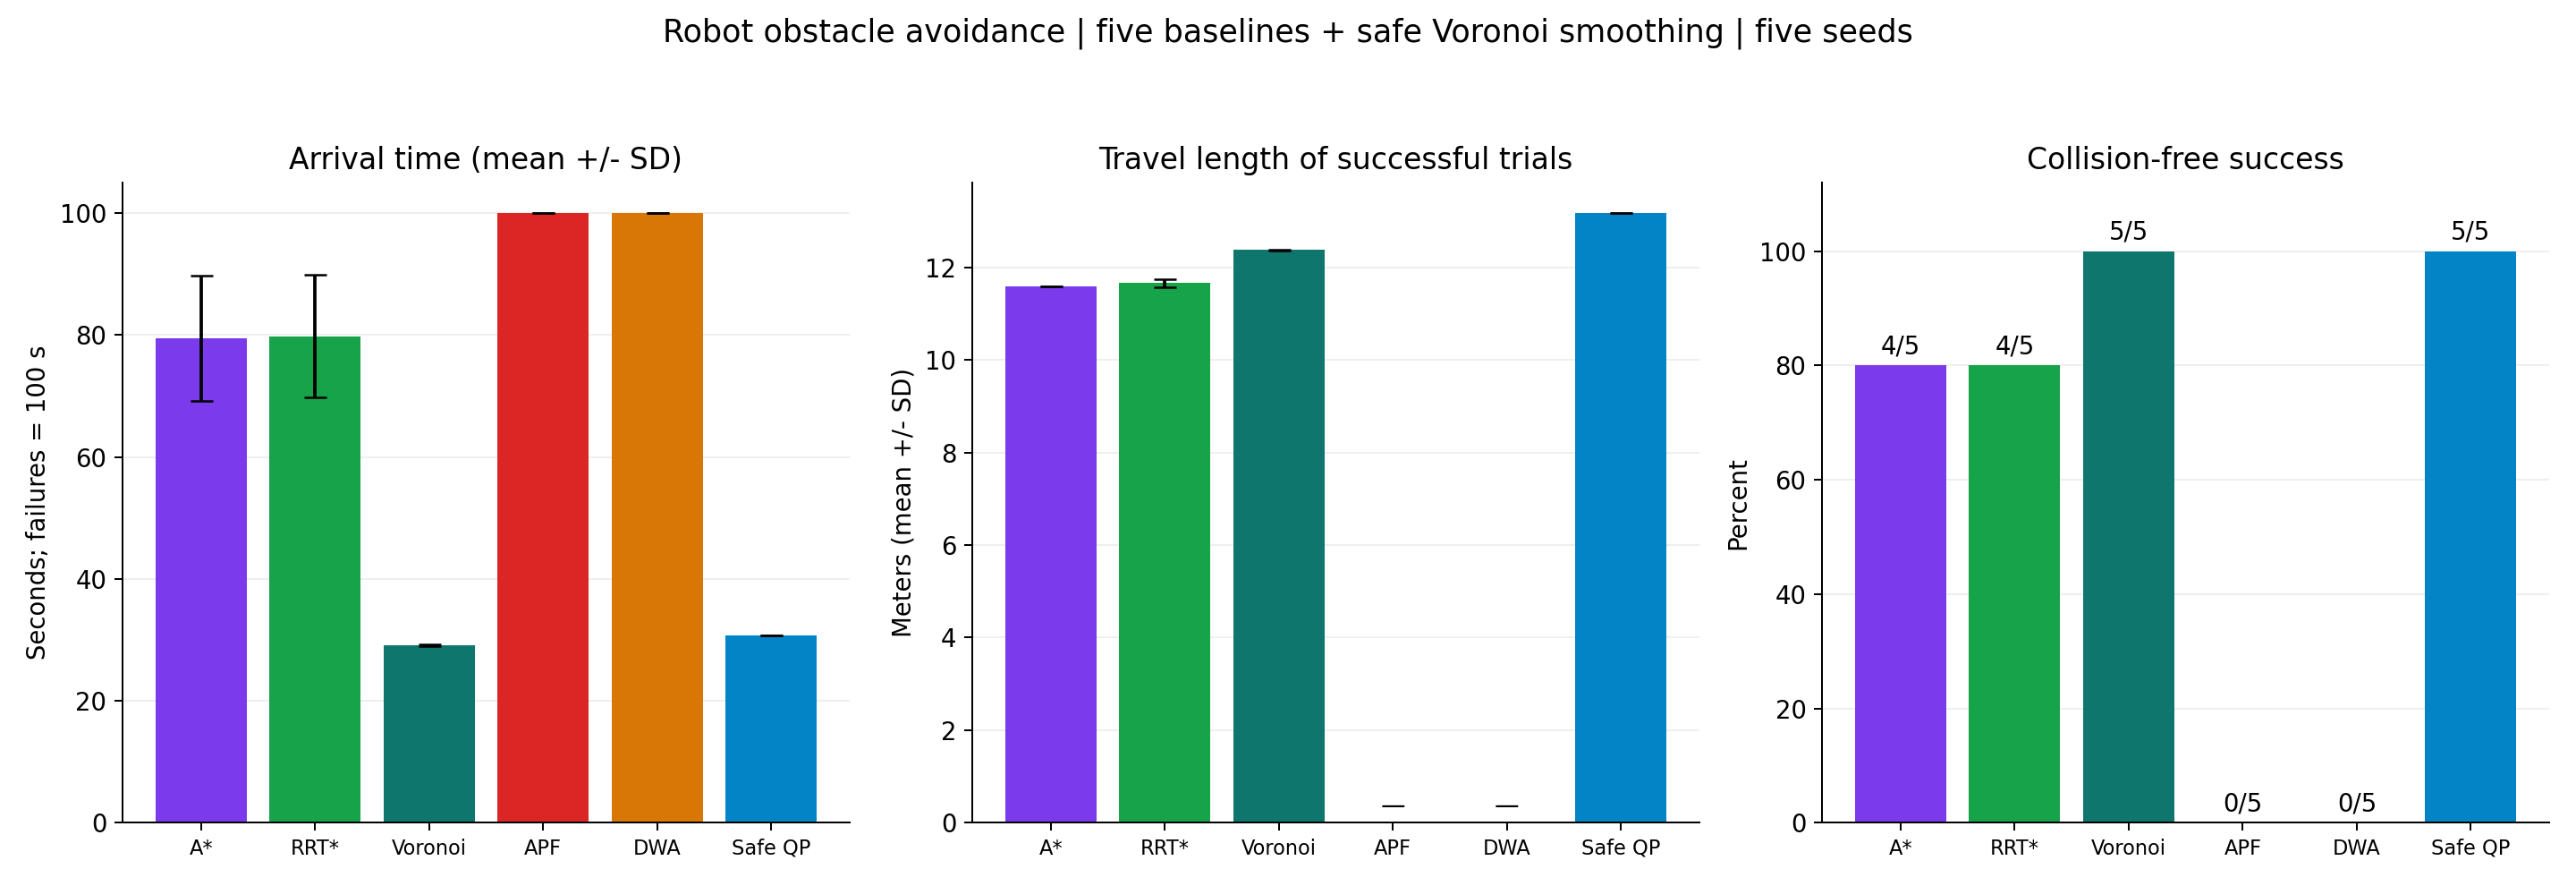 Robot obstacle avoidance | five baselines + safe Voronoi smoothing | five seeds
Arrival time (mean +/- SD)
Seconds; failures = 100 s
100
80
60
40
20
0
A* RRT* Voronoi APF DWA Safe QP
Travel length of successful trials
Meters (mean +/- SD)
12
10
8
6
4
2
0
— —
A* RRT* Voronoi APF DWA Safe QP
Collision-free success
Percent
100
80
60
40
20
0
4/5 4/5 5/5 0/5 0/5 5/5
A* RRT* Voronoi APF DWA Safe QP